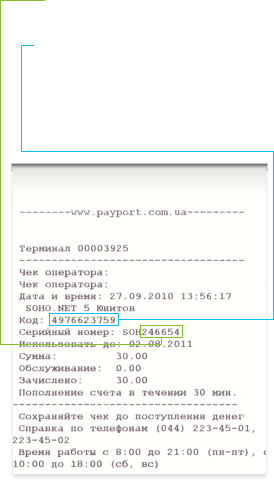 --------www.payport.com.ua---------
Терминал 00003925
Чек оператора:
Чек оператора:
Дата и время: 27.09.2010 13:56:17
SOHO.NET 5 Юнитов
Код: 4976623759
Серийный номер: SOH246654
Использовать до: 02.08.2011
Сумма: 30.00
Обслуживание: 0.00
Зачислено: 30.00
Пополнение счета в течении 30 мин.
Сохраняйте чек до поступления денег
Справка по телефонам (044) 223-45-01,
223-45-02
Время работы с 8:00 до 21:00 (пн-пт), с
10:00 до 18:00 (сб, вс)